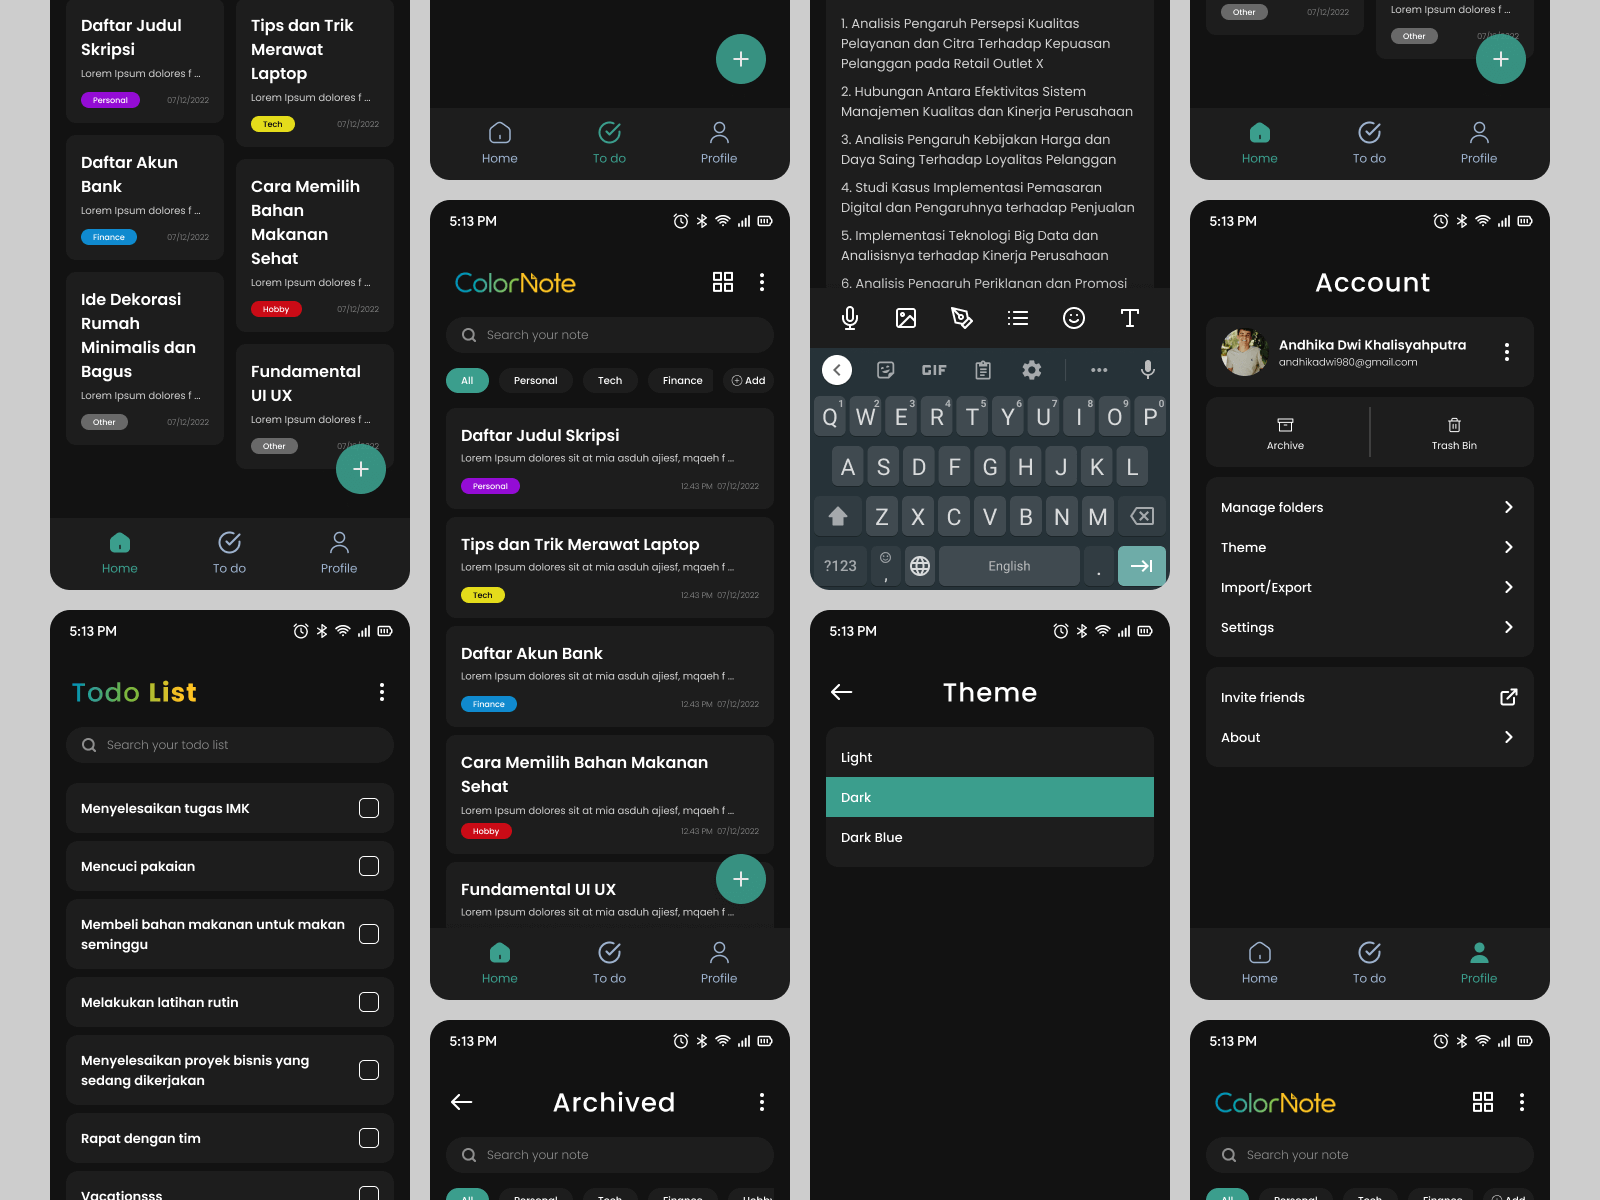 Daftar Judul
Skripsi
Lorem Ipsum dolores f ...
Personal
07/12/2022
Daftar Akun
Bank
Lorem Ipsum dolores f ...
Finance
07/12/2022
Ide Dekorasi
Rumah
Minimalis dan
Bagus
Lorem Ipsum dolores f ...
Other
07/12/2022
Tips dan Trik
Merawat
Laptop
Lorem Ipsum dolores f ...
Tech
07/12/2022
Cara Memilih
Bahan
Makanan
Sehat
Lorem Ipsum dolores f ...
Hobby
07/12/2022
Fundamental
UI UX
Lorem Ipsum dolores f ...
Other
Home
To do
Profile
5:13 PM
Todo List
Search your todo list
Menyelesaikan tugas IMK
Mencuci pakaian
Membeli bahan makanan untuk makan
seminggu
Melakukan latihan rutin
Menyelesaikan proyek bisnis yang
sedang dikerjakan
Rapat dengan tim
Vacationsss
Home
To do
Profile
5:13 PM
ColorNote
Search your note
All
Personal
Tech
Finance
Add
Daftar Judul Skripsi
Lorem Ipsum dolores sit at mia asduh ajiesf, mqaeh f ...
Personal
12.43 PM 07/12/2022
Tips dan Trik Merawat Laptop
Lorem Ipsum dolores sit at mia asduh ajiesf, mqaeh f ...
Tech
12.43 PM 07/12/2022
Daftar Akun Bank
Lorem Ipsum dolores sit at mia asduh ajiesf, mqaeh f ...
Finance
12.43 PM 07/12/2022
Cara Memilih Bahan Makanan
Sehat
Lorem Ipsum dolores sit at mia asduh ajiesf, mqaeh f ...
Hobby
12.43 PM 07/12/2022
Fundamental UI UX
Lorem Ipsum dolores sit at mia asduh ajiesf, mqaeh f ...
Home
To do
Profile
5:13 PM
Archived
Search your note
All
Personal
Tech
Finance
Hobby
1. Analisis Pengaruh Persepsi Kualitas
Pelayanan dan Citra Terhadap Kepuasan
Pelanggan pada Retail Outlet X
2. Hubungan Antara Efektivitas Sistem
Manajemen Kualitas dan Kinerja Perusahaan
3. Analisis Pengaruh Kebijakan Harga dan
Daya Saing Terhadap Loyalitas Pelanggan
4. Studi Kasus Implementasi Pemasaran
Digital dan Pengaruhnya terhadap Penjualan
5. Implementasi Teknologi Big Data dan
Analisisnya terhadap Kinerja Perusahaan
6. Analisis Pengaruh Periklanan dan Promosi
T
GIF
Q1 W2 E3 R4 T5 Y6 U7 I8 O9 P0
A S D F G H J K L
Z X C V B N M
?123 , English .
5:13 PM
Theme
Light
Dark
Dark Blue
Other
07/12/2022
Lorem Ipsum dolores f ...
Other
Home
To do
Profile
5:13 PM
Account
Andhika Dwi Khalisyahputra
andhikadwi980@gmail.com
Archive
Trash Bin
Manage folders
Theme
Import/Export
Settings
Invite friends
About
Home
To do
Profile
5:13 PM
ColorNote
Search your note
All
Personal
Tech
Finance
Add